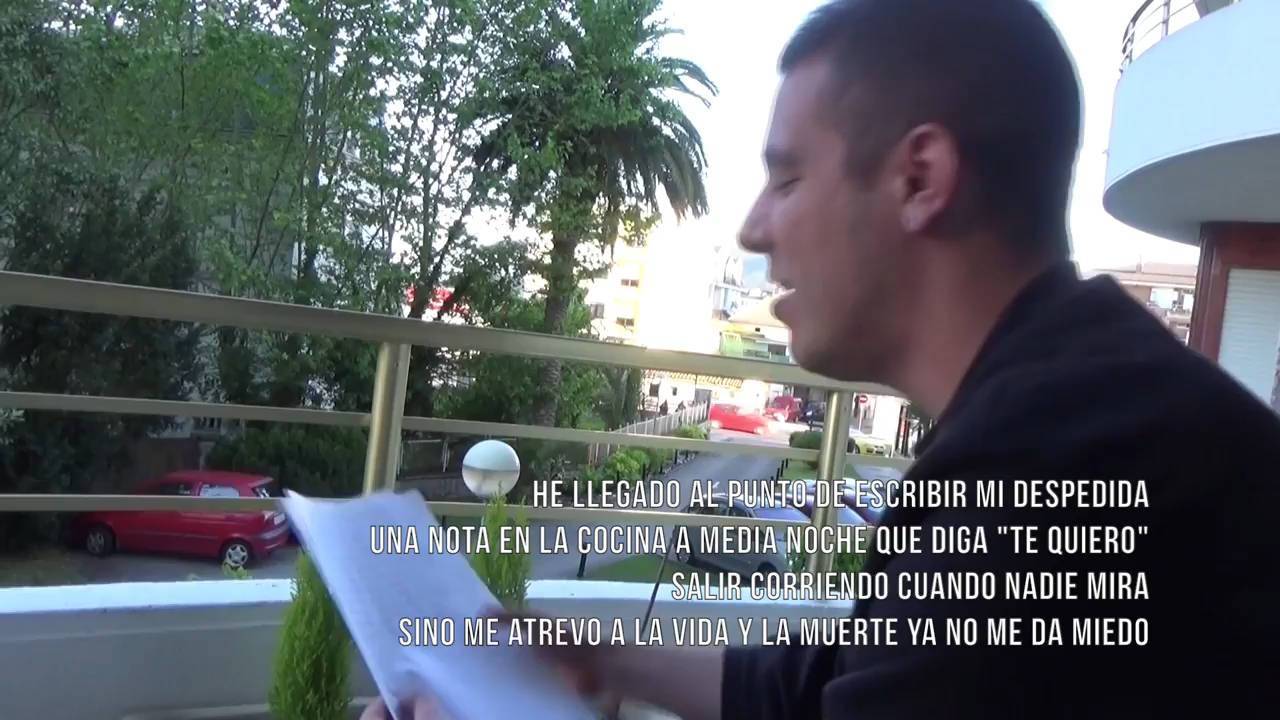 HE LLEGADO AL PUNTO DE ESCRIBIR MI DESPEDIDA
UNA NOTA EN LA COCINA A MEDIA NOCHE QUE DIGA "TE QUIERO"
SALIR CORRIENDO CUANDO NADIE MIRA
SINO ME ATREVO A LA VIDA Y LA MUERTE YA NO ME DA MIEDO